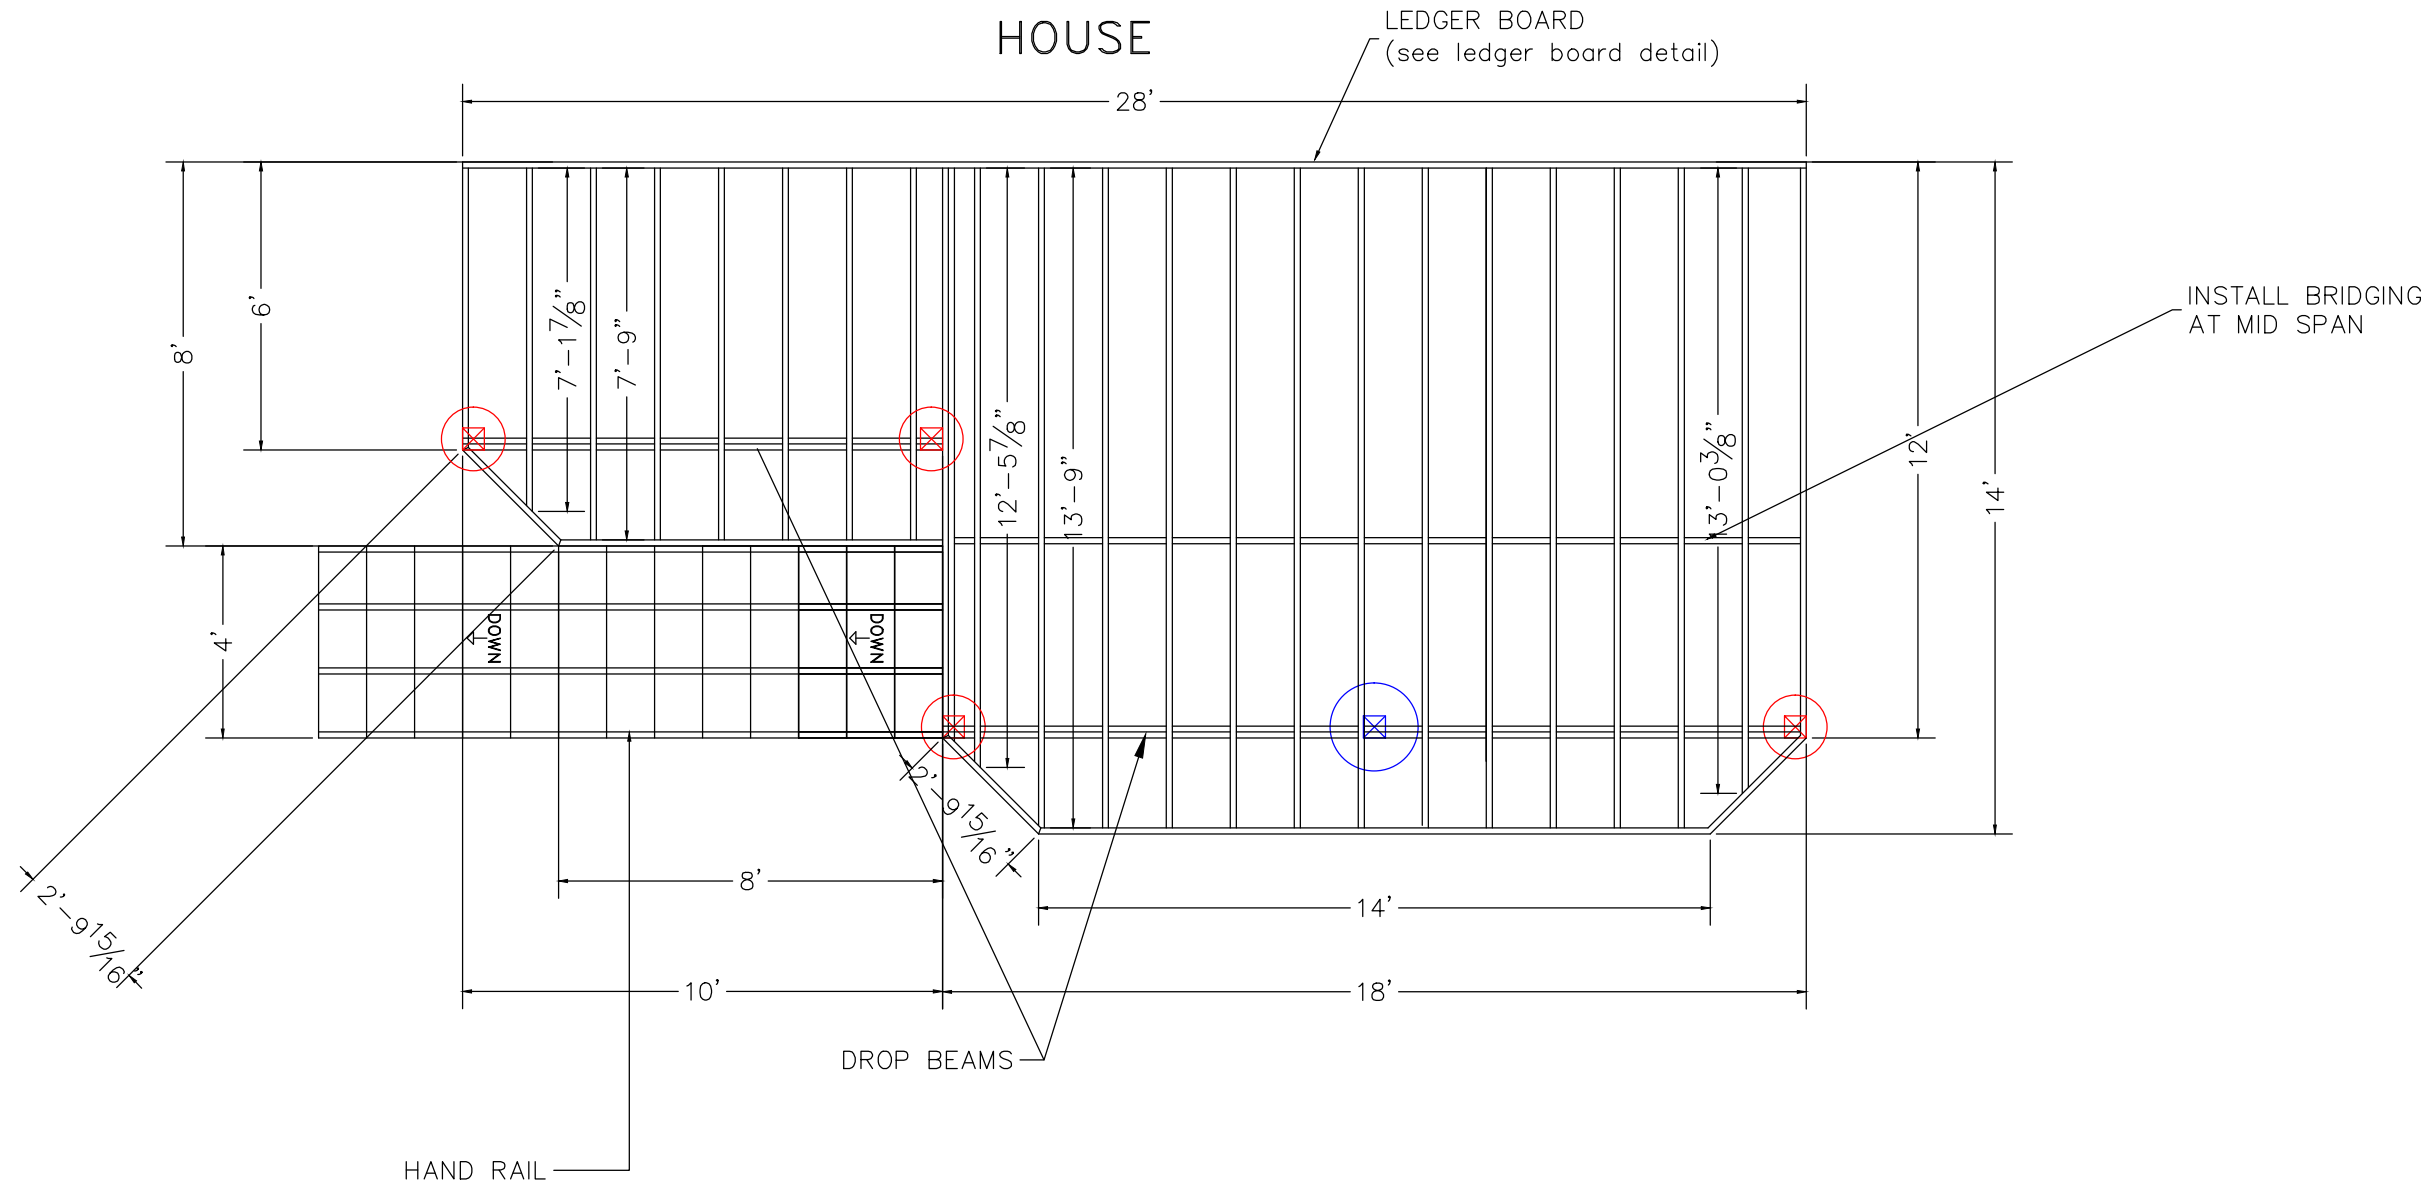 HOUSE
LEDGER BOARD
(see ledger board detail)
28'
8'
6'
7'-1 7/8"
7'-9"
12'-5 7/8"
13'-9"
13'-0 3/8"
12'
14'
INSTALL BRIDGING
AT MID SPAN
4'
DOWN
DOWN
2'-9 15/16"
2'-9 15/16"
8'
14'
10'
18'
DROP BEAMS
HAND RAIL